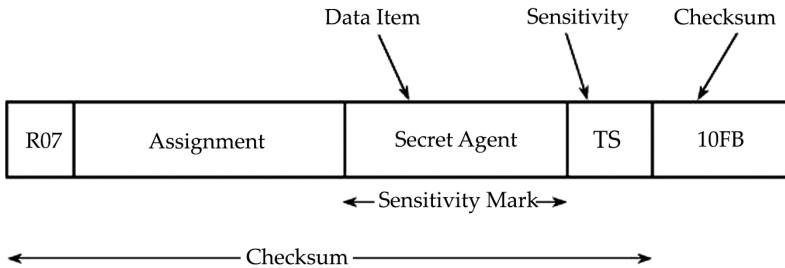 Data Item Sensitivity Checksum
R07 Assignment Secret Agent TS 10FB
Sensitivity Mark
Checksum